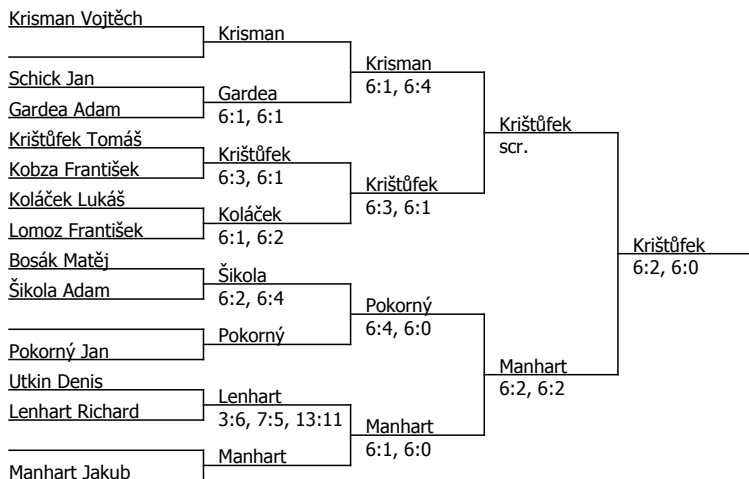 Krisman Vojtěch
Schick Jan
Gardea Adam
Krištůfek Tomáš
Kobza František
Koláček Lukáš
Lomoz František
Bosák Matěj
Šikola Adam
Pokorný Jan
Utkin Denis
Lenhart Richard
Manhart Jakub
Krisman
Gardea
6:1, 6:1
Krištůfek
6:3, 6:1
Koláček
6:1, 6:2
Šikola
6:2, 6:4
Pokorný
Lenhart
3:6, 7:5, 13:11
Manhart
Krisman
6:1, 6:4
Krištůfek
6:3, 6:1
Pokorný
6:4, 6:0
Manhart
6:1, 6:0
Krištůfek
scr.
Manhart
6:2, 6:2
Krištůfek
6:2, 6:0